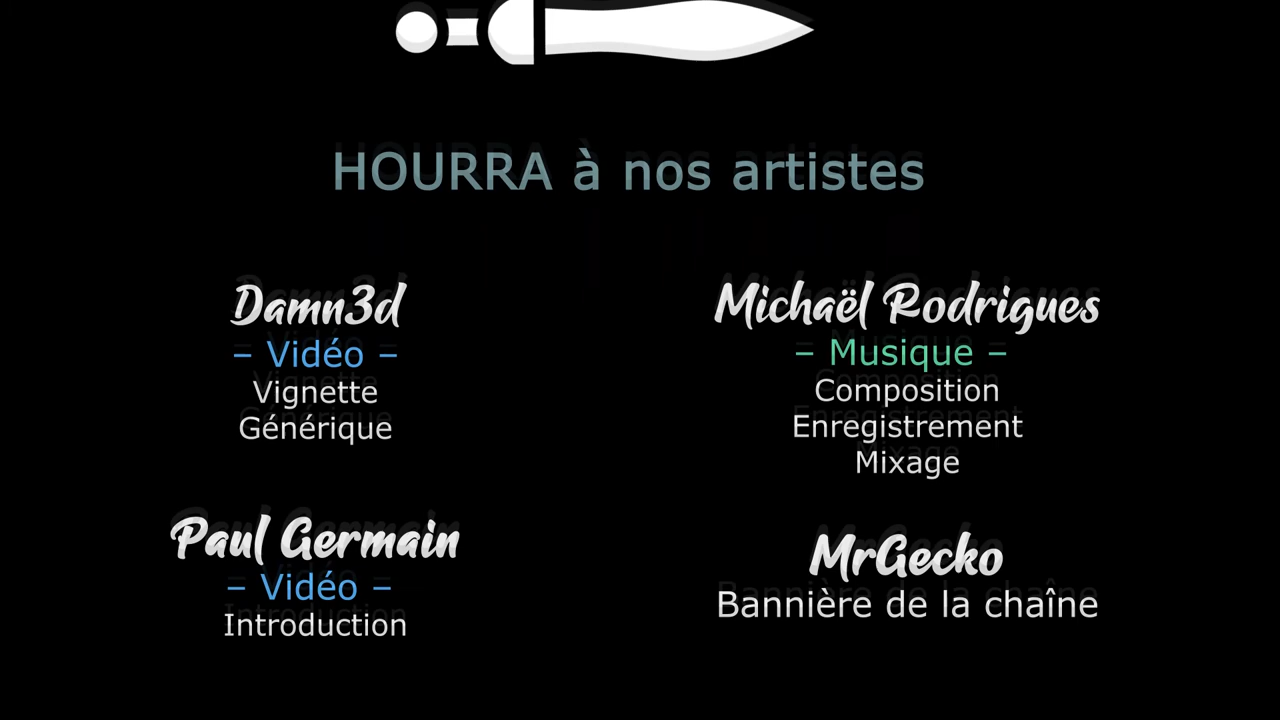 HOURRA à nos artistes
Damn3d
– Vidéo –
Vignette
Générique
Michaël Rodrigues
– Musique –
Composition
Enregistrement
Mixage
Paul Germain
– Vidéo –
Introduction
MrGecko
Bannière de la chaîne